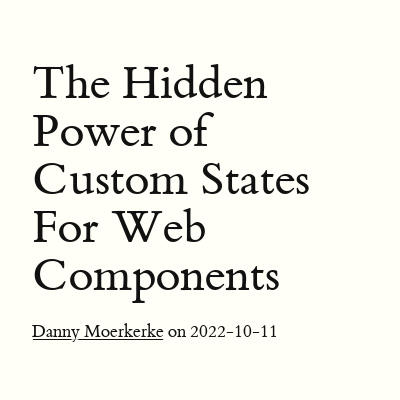 The Hidden
Power of
Custom States
For Web
Components
Danny Moerkerke on 2022-10-11